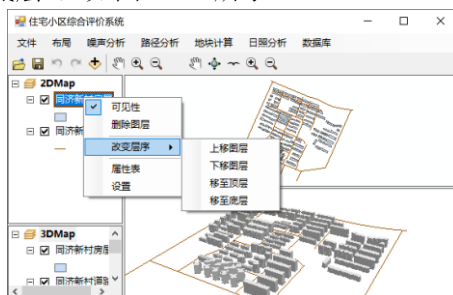 住宅小区综合评价系统
文件 布局 噪声分析 路径分析 地块计算 日照分析 数据库
2DMap
同济新村
可见性
删除图层
同济新
改变层序
上移图层
下移图层
属性表
移至顶层
设置
移至底层
3DMap
同济新村房屋
同济新村道路